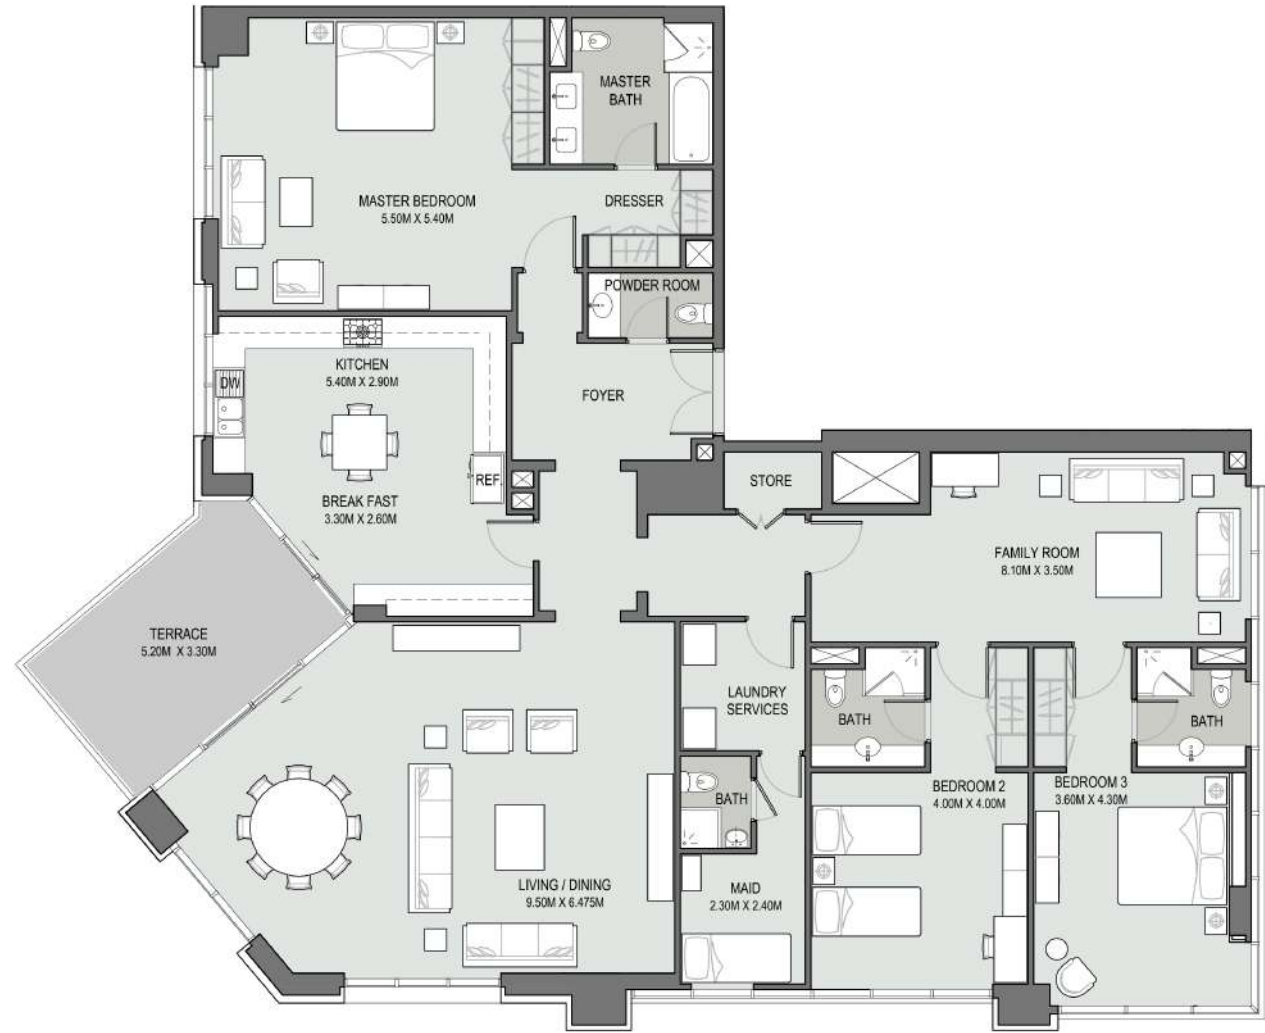 MASTER
BATH
MASTER BEDROOM
5.50M X 5.40M
DRESSER
POWDER ROOM
KITCHEN
5.40M X 2.90M
DW
FOYER
REF.
BREAK FAST
3.30M X 2.60M
STORE
FAMILY ROOM
8.10M X 3.50M
TERRACE
5.20M X 3.30M
LAUNDRY
SERVICES
BATH
BATH
BEDROOM 2
4.00M X 4.00M
BEDROOM 3
3.60M X 4.30M
BATH
LIVING / DINING
9.50M X 6.475M
MAID
2.30M X 2.40M